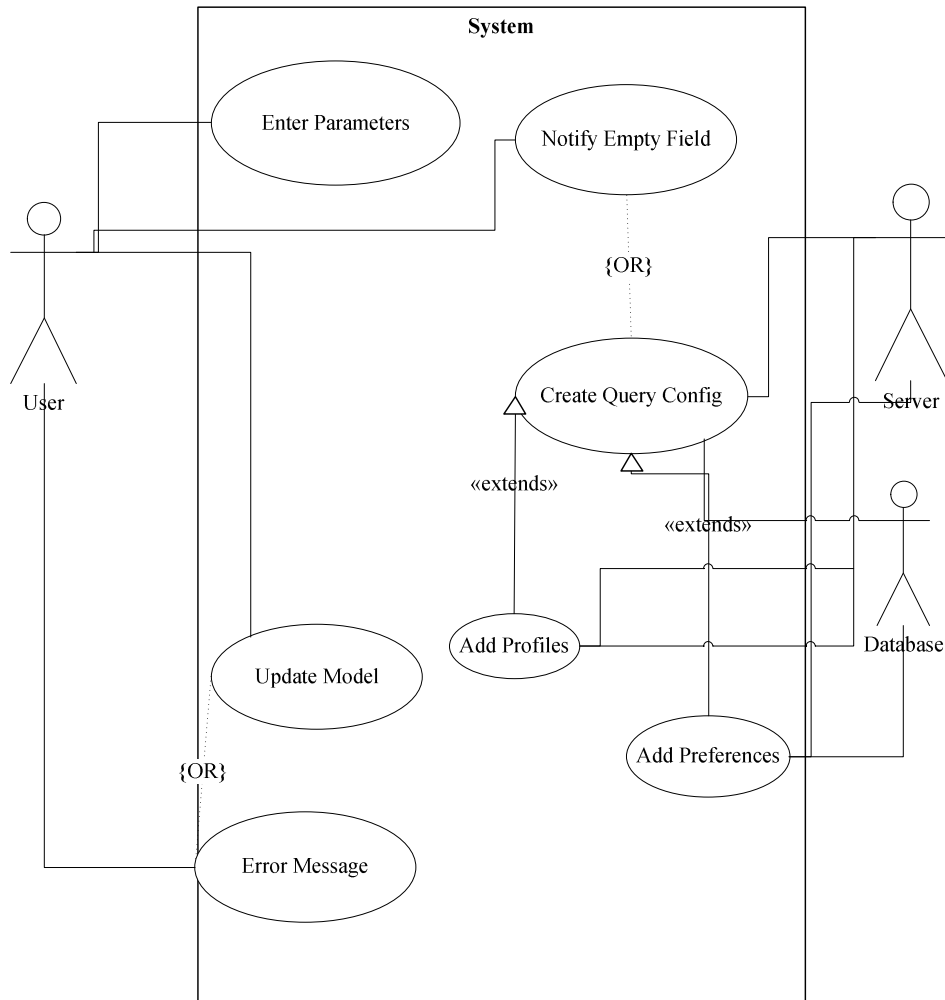 System
Enter Parameters
Notify Empty Field
{OR}
Create Query Config
User
Server
«extends»
«extends»
Add Profiles
Database
Update Model
Add Preferences
{OR}
Error Message